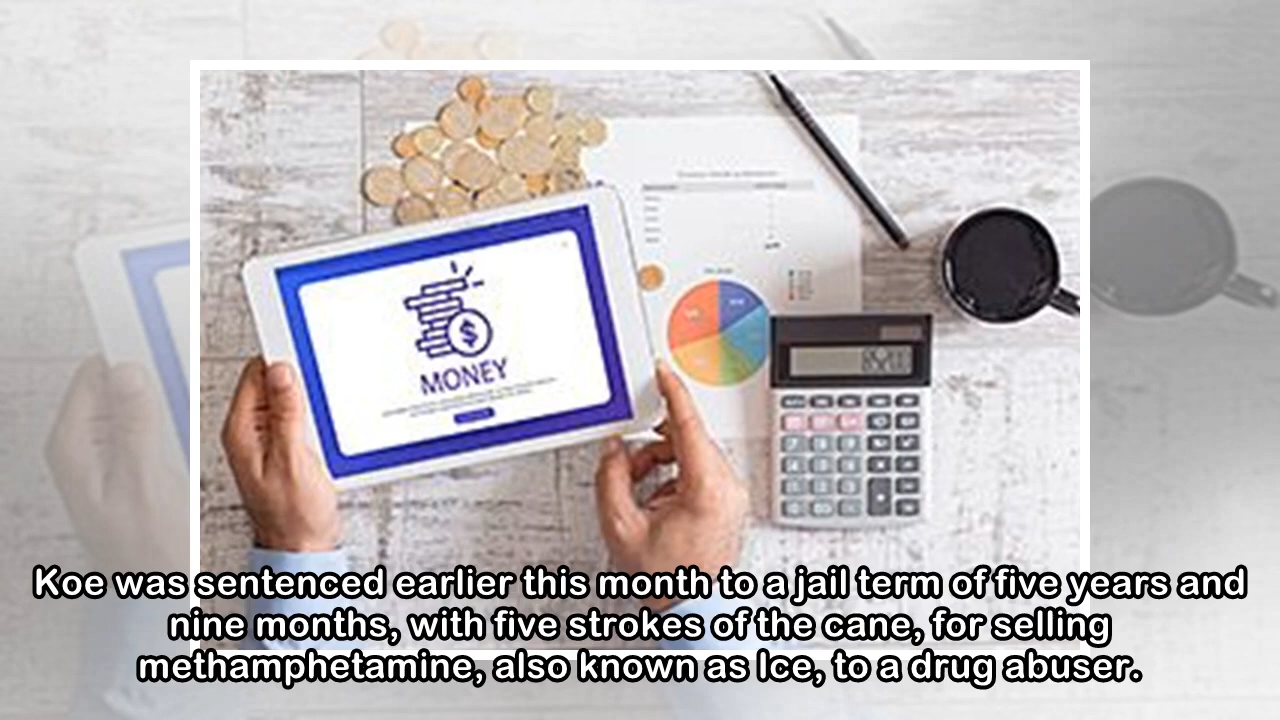 MONEY
Koe was sentenced earlier this month to a jail term of five years and
nine months, with five strokes of the cane, for selling
methamphetamine, also known as Ice, to a drug abuser.